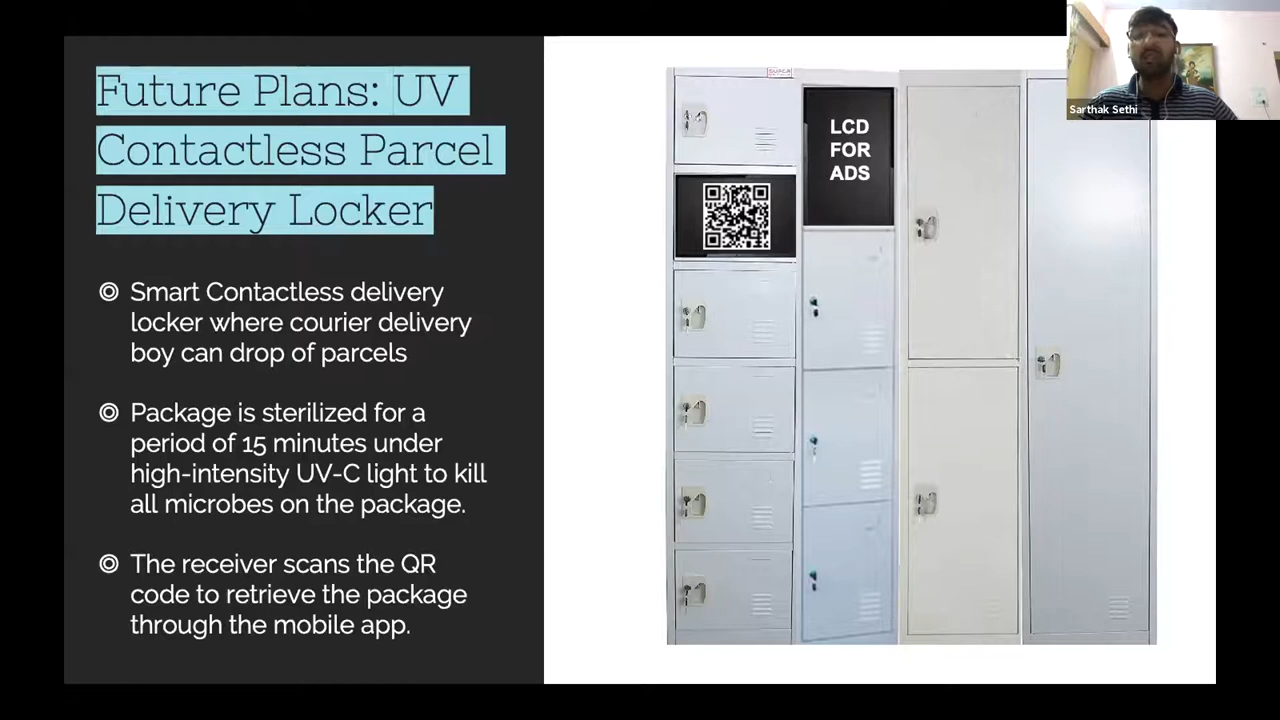 Future Plans: UV
Contactless Parcel
Delivery Locker
Smart Contactless delivery
locker where courier delivery
boy can drop of parcels
Package is sterilized for a
period of 15 minutes under
high-intensity UV-C light to kill
all microbes on the package.
The receiver scans the QR
code to retrieve the package
through the mobile app.
LCD
FOR
ADS
Sarthak Sethi